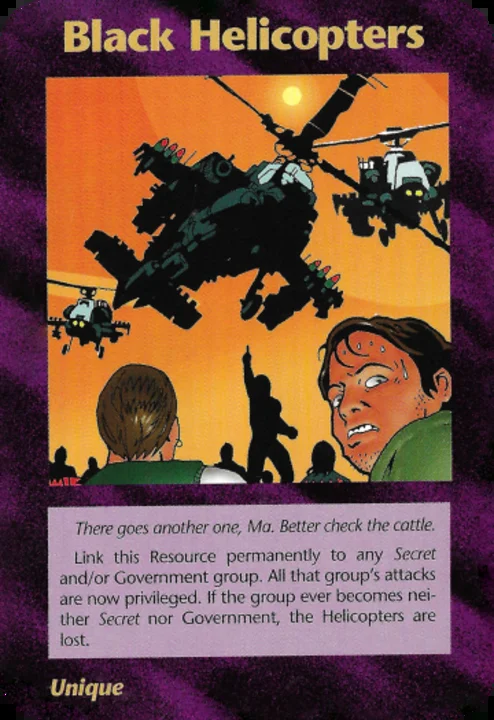 Black Helicopters
There goes another one, Ma. Better check the cattle.
Link this Resource permanently to any Secret
and/or Government group. All that group's attacks
are now privileged. If the group ever becomes nei-
ther Secret nor Government, the Helicopters are
lost.
Unique